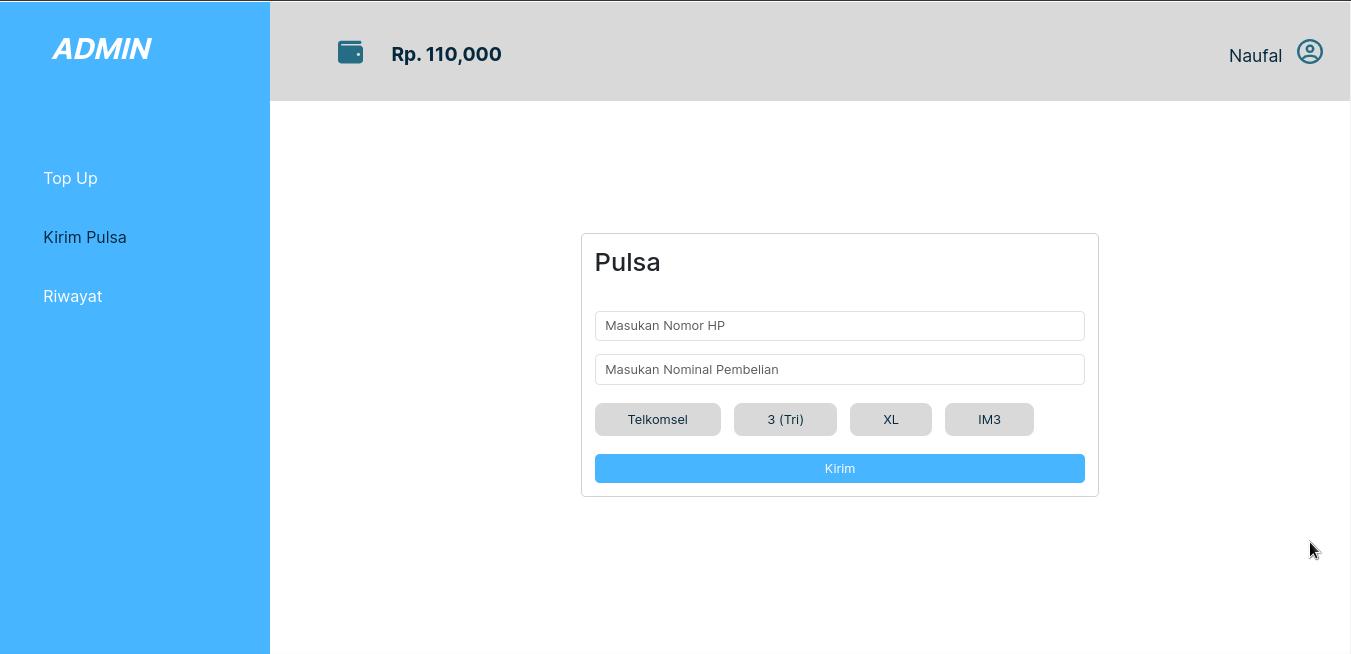 ADMIN
Rp. 110,000
Naufal
Top Up
Kirim Pulsa
Riwayat
Pulsa
Masukan Nomor HP
Masukan Nominal Pembelian
Telkomsel
3 (Tri)
XL
IM3
Kirim